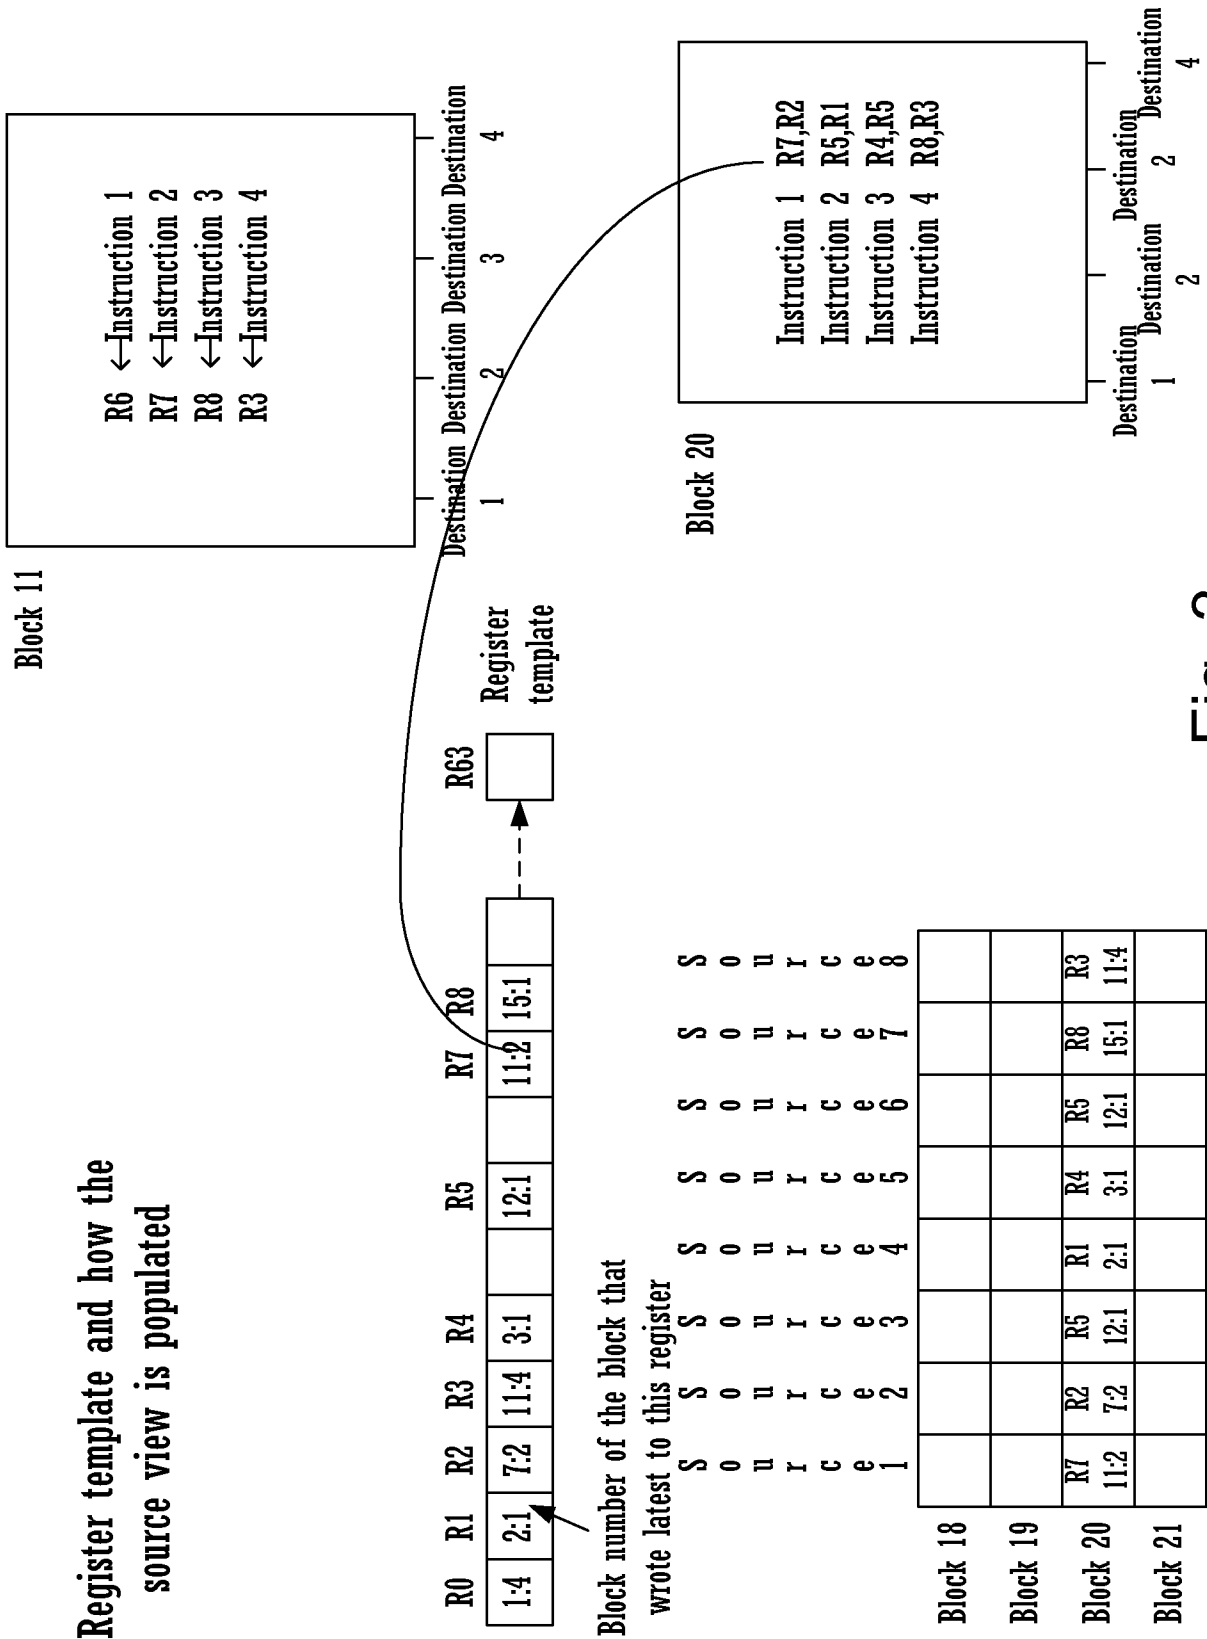 Register template and how the
source view is populated
Block 11
R6 ←Instruction 1
R7 ←Instruction 2
R8 ←Instruction 3
R3 ←Instruction 4
Destination Destination Destination Destination
1 2 3 4
R0 R1 R2 R3 R4 R5 R7 R8 R63
1:4 2:1 7:2 11:4 3:1 12:1 11:2 15:1
Register
template
Block number of the block that
wrote latest to this register
Block 20
Instruction 1 R7,R2
Instruction 2 R5,R1
Instruction 3 R4,R5
Instruction 4 R8,R3
Destination Destination Destination Destination
1 2 2 4
Source 1 Source 2 Source 3 Source 4 Source 5 Source 6 Source 7 Source 8
Block 18
Block 19
Block 20
R7 R2 R5 R1 R4 R5 R8 R3
11:2 7:2 12:1 2:1 3:1 12:1 15:1 11:4
Block 21